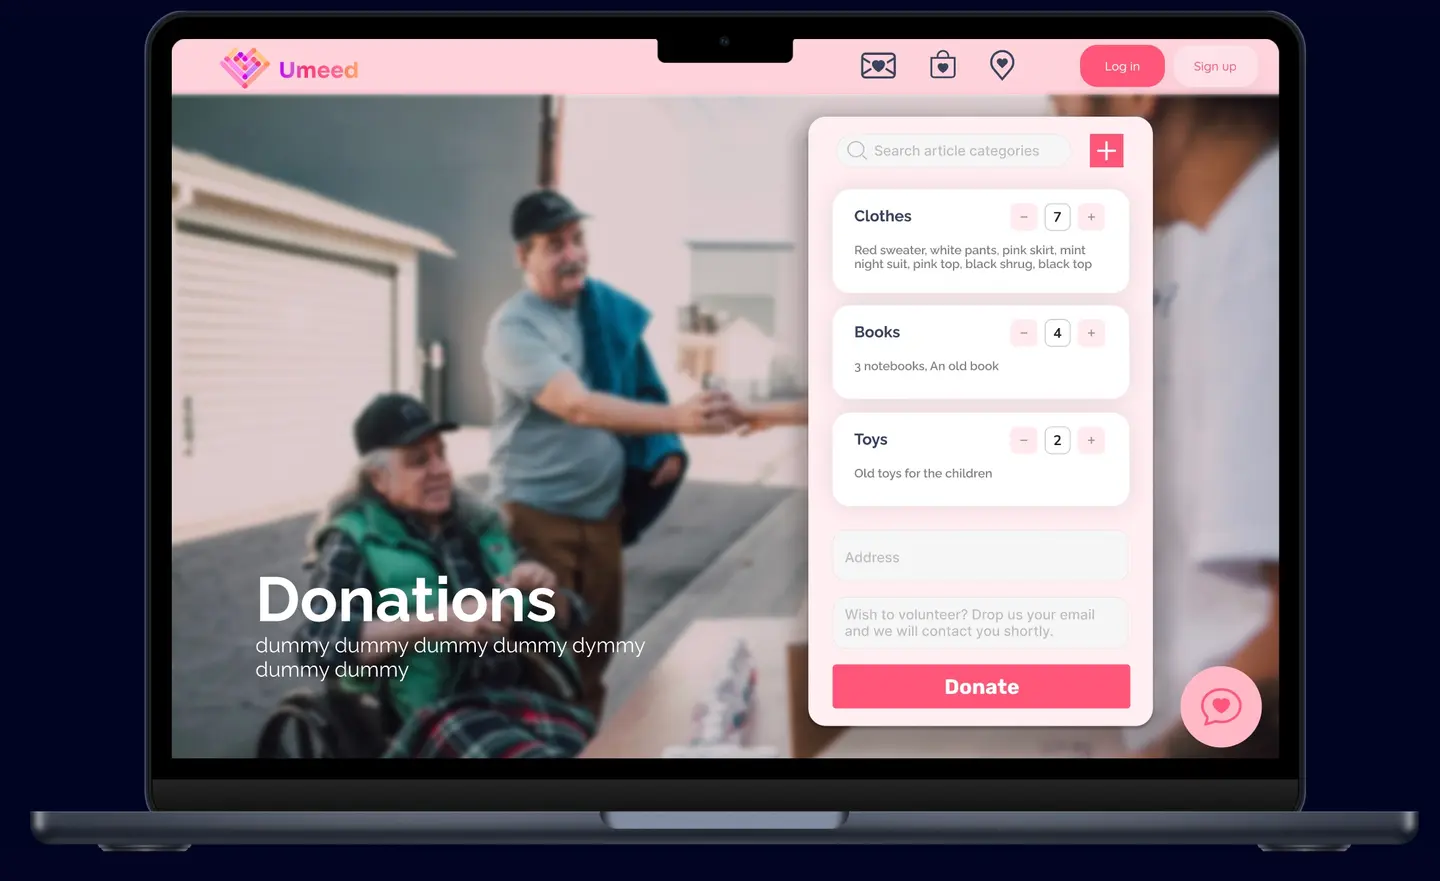 Umeed
Log in
Sign up
Search article categories
Clothes
− 7 +
Red sweater, white pants, pink skirt, mint
night suit, pink top, black shrug, black top
Books
− 4 +
3 notebooks, An old book
Toys
− 2 +
Old toys for the children
Address
Wish to volunteer? Drop us your email
and we will contact you shortly.
Donate
Donations
dummy dummy dummy dummy dymmy
dummy dummy